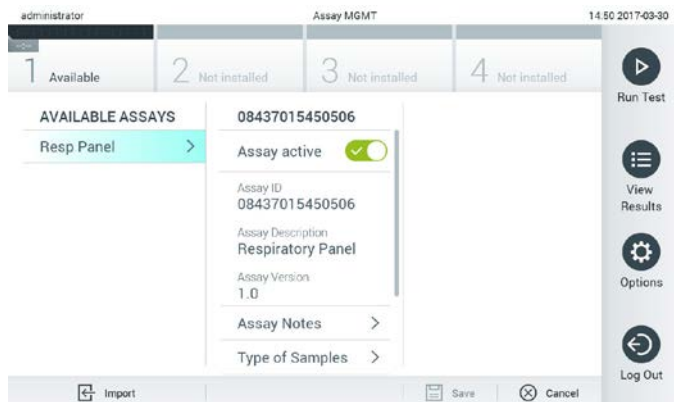 administrator Assay MGMT 14:50 2017-03-30
1 Available 2 Not installed 3 Not installed 4 Not installed
Run Test
AVAILABLE ASSAYS 08437015450506
Resp Panel Assay active
View
Results
Assay ID
08437015450506
Assay Description
Respiratory Panel
Options
Assay Version
1.0
Assay Notes
Type of Samples
Log Out
Import Save Cancel